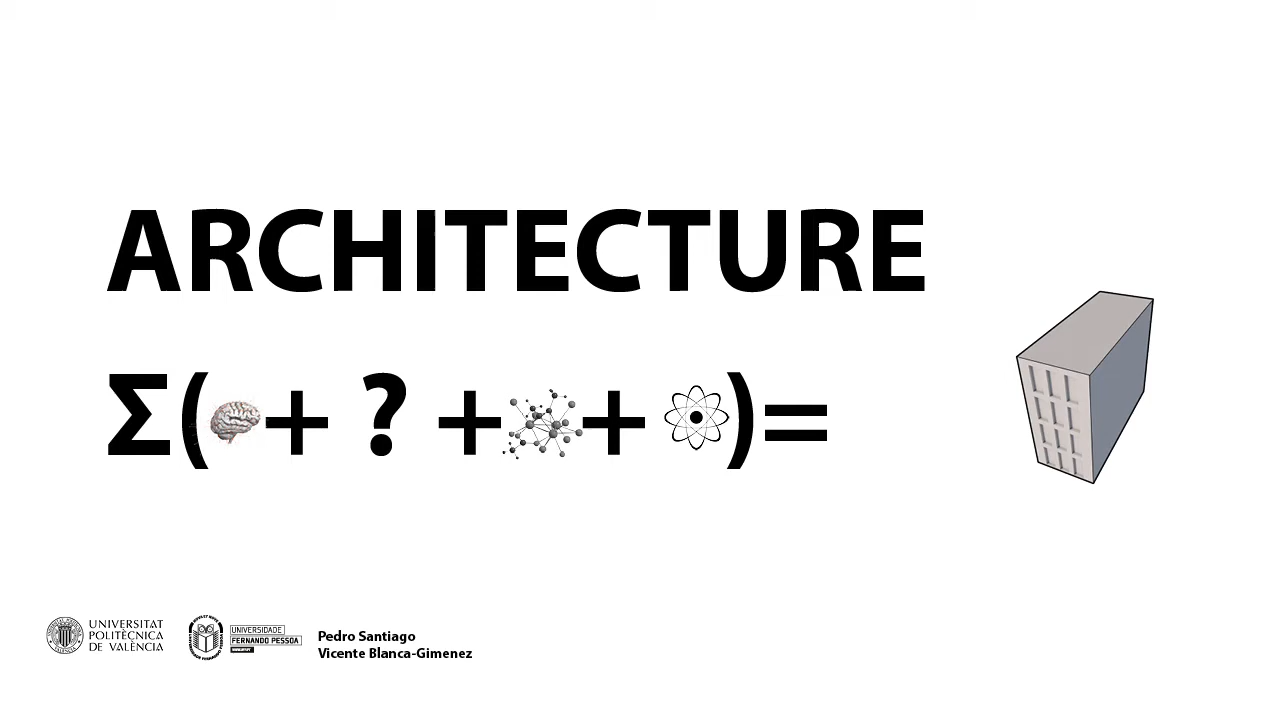 ARCHITECTURE
Σ( + ? + + )=
UNIVERSITAT
POLITÈCNICA
DE VALÈNCIA
UNIVERSIDADE
FERNANDO PESSOA
Pedro Santiago
Vicente Blanca-Gimenez